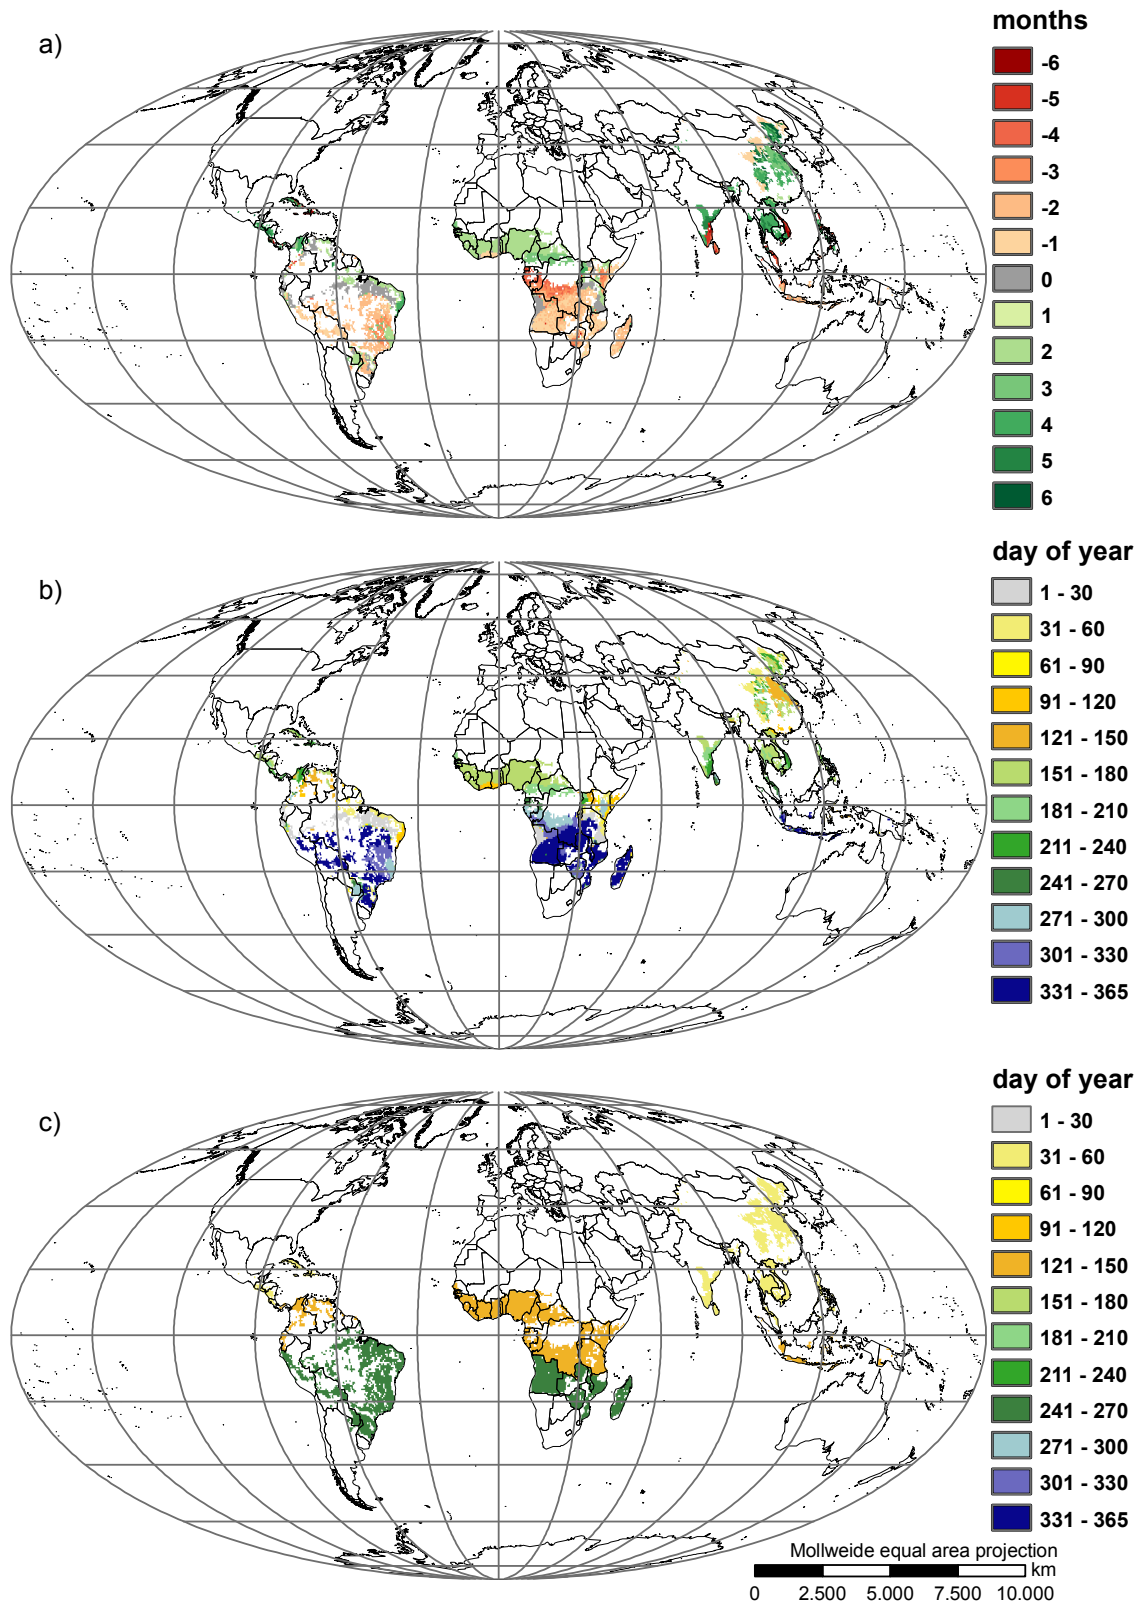 a)
months
-6
-5
-4
-3
-2
-1
0
1
2
3
4
5
6
b)
day of year
1 - 30
31 - 60
61 - 90
91 - 120
121 - 150
151 - 180
181 - 210
211 - 240
241 - 270
271 - 300
301 - 330
331 - 365
c)
day of year
1 - 30
31 - 60
61 - 90
91 - 120
121 - 150
151 - 180
181 - 210
211 - 240
241 - 270
271 - 300
301 - 330
331 - 365
Mollweide equal area projection
km
0 2.500 5.000 7.500 10.000